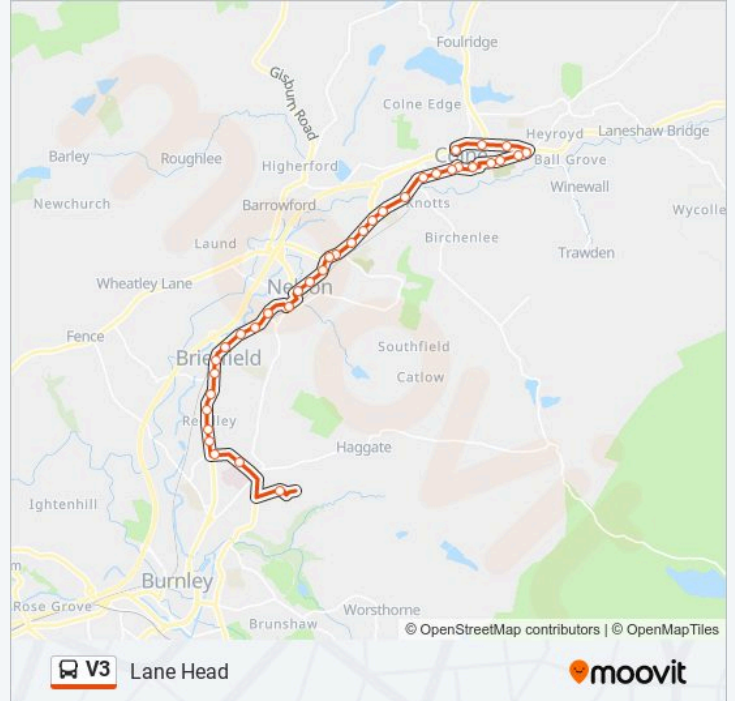 Foulridge
Gisburn Road
Colne Edge
Heyroyd
Laneshaw Bridge
Barley
Roughlee
Higherford
Colne
Ball Grove
Winewall
Newchurch
Barrowford
Knotts
Wycolle
Laund
Birchenlee
Trawden
Wheatley Lane
Nelson
Fence
Southfield
Brierfield
Catlow
Reedley
Haggate
Ightenhill
m
Burnley
Rose Grove
Worsthorne
Brunshaw
© OpenStreetMap contributors | © OpenMapTiles
V3 Lane Head
moovit